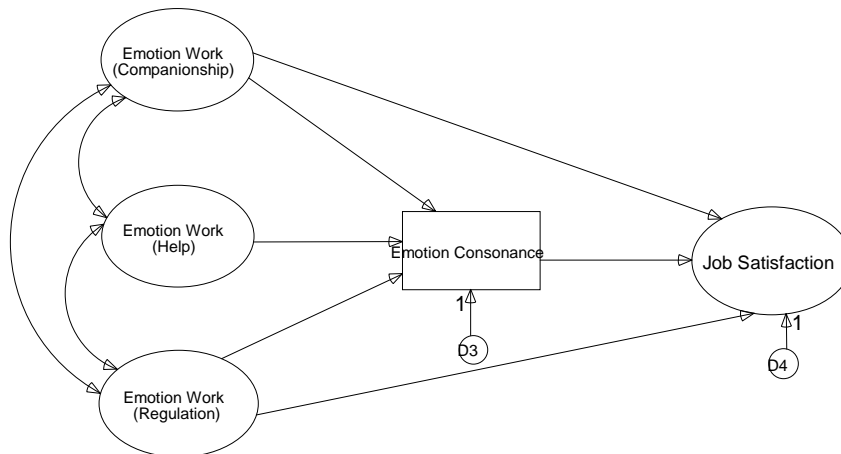 Emotion Work
(Companionship)
Emotion Work
(Help)
Emotion Consonance
Job Satisfaction
1
1
D3
D4
Emotion Work
(Regulation)